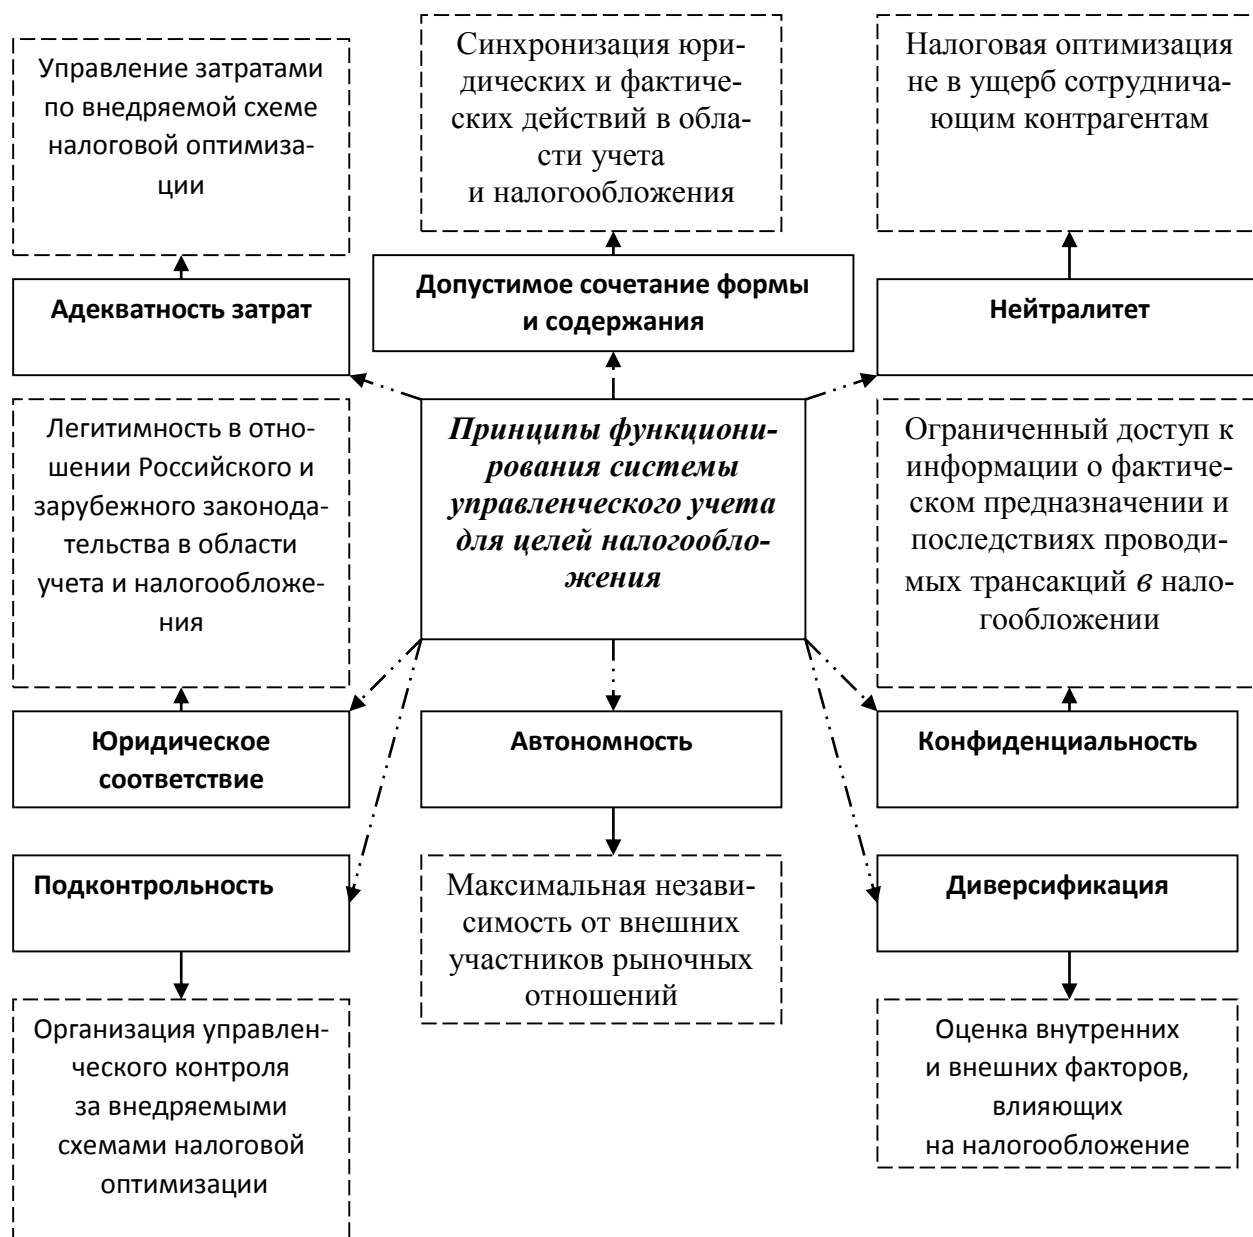 Управление затратами
по внедряемой схеме
налоговой оптимиза-
ции
Синхронизация юри-
дических и фактиче-
ских действий в обла-
сти учета
и налогообложения
Налоговая оптимизация
не в ущерб сотруднича-
ющим контрагентам
Адекватность затрат
Допустимое сочетание формы
и содержания
Нейтралитет
Легитимность в отно-
шении Российского и
зарубежного законода-
тельства в области
учета и налогообложе-
ния
Принципы функциони-
рования системы
управленческого учета
для целей налогообло-
жения
Ограниченный доступ к
информации о фактиче-
ском предназначении и
последствиях проводи-
мых трансакций в нало-
гообложении
Юридическое
соответствие
Автономность
Конфиденциальность
Подконтрольность
Максимальная незави-
симость от внешних
участников рыночных
отношений
Диверсификация
Организация управлен-
ческого контроля
за внедряемыми
схемами налоговой
оптимизации
Оценка внутренних
и внешних факторов,
влияющих
на налогообложение